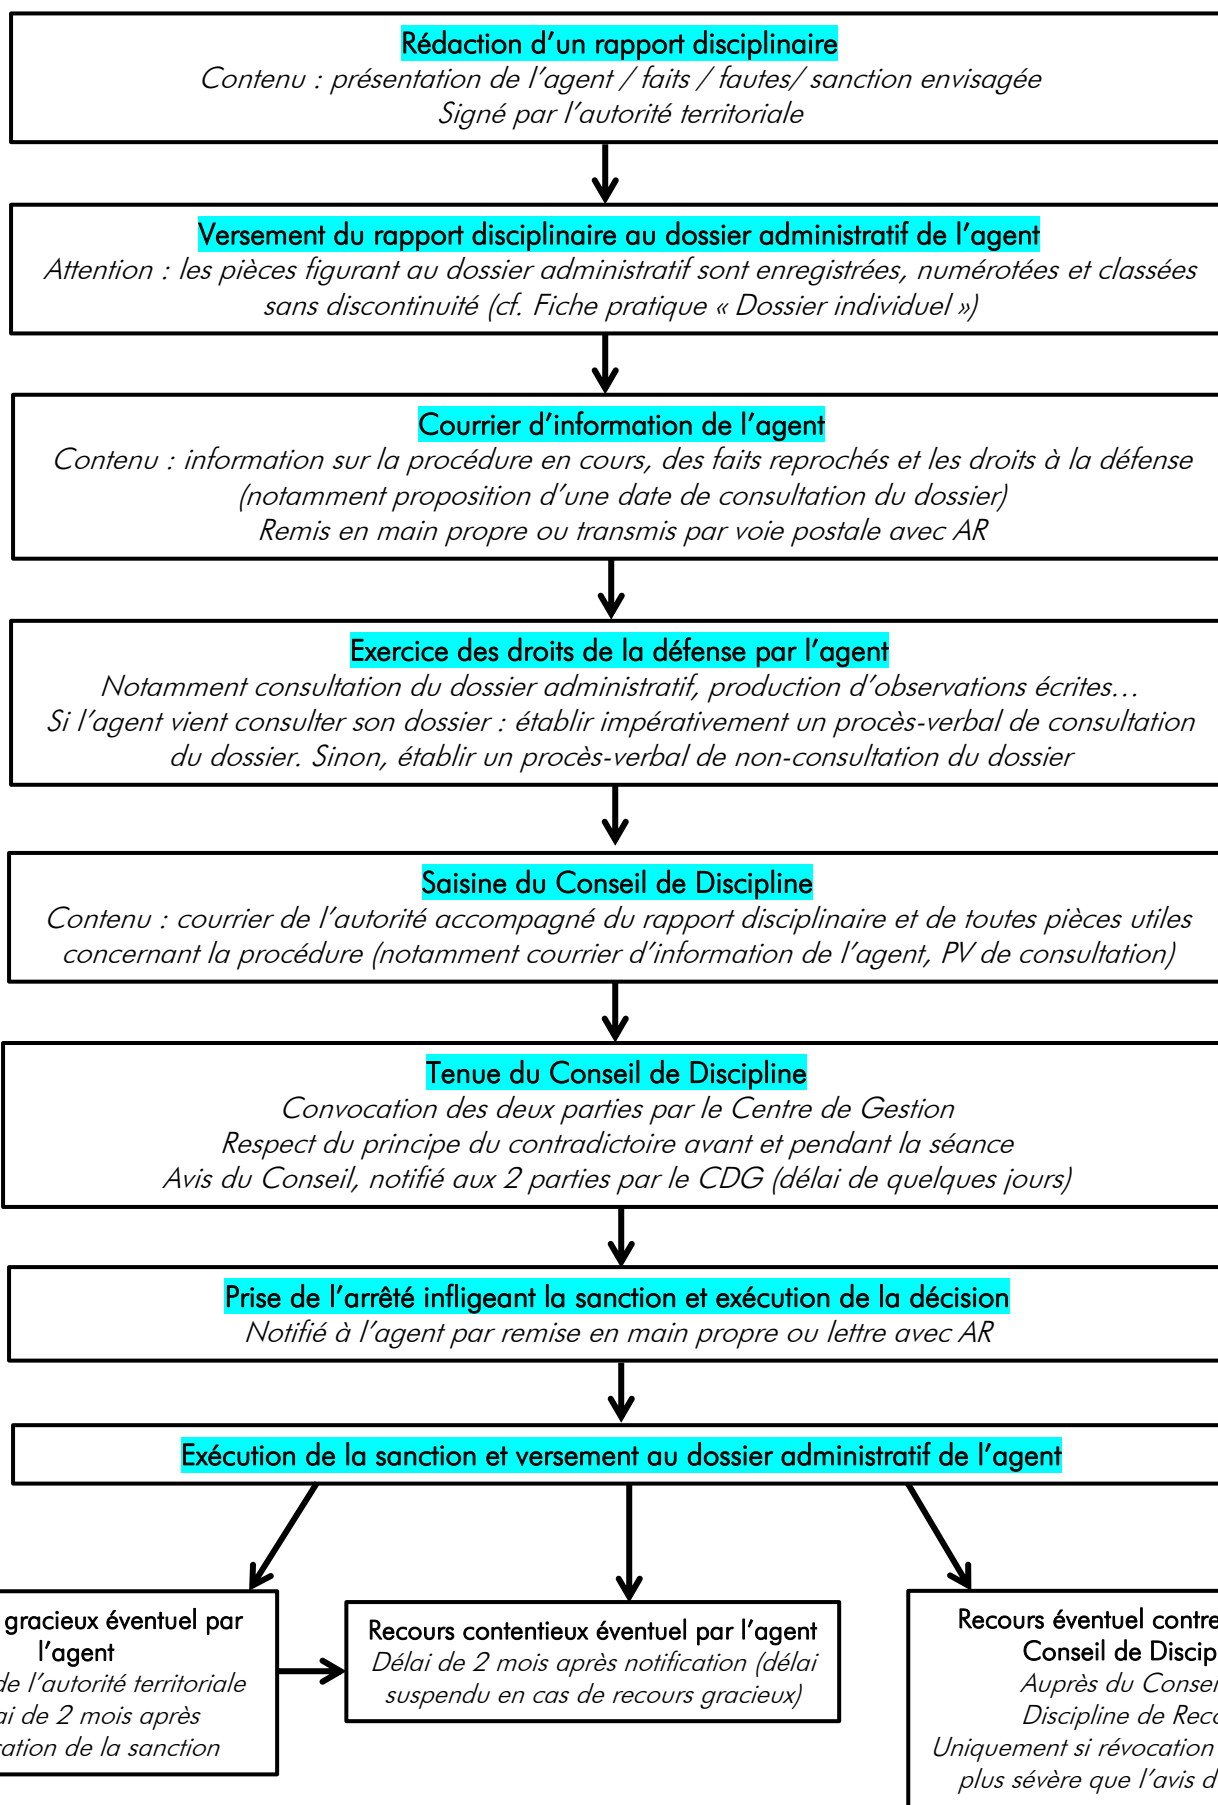 Rédaction d’un rapport disciplinaire
Contenu : présentation de l’agent / faits / fautes/ sanction envisagée
Signé par l’autorité territoriale
Versement du rapport disciplinaire au dossier administratif de l’agent
Attention : les pièces figurant au dossier administratif sont enregistrées, numérotées et classées
sans discontinuité (cf. Fiche pratique « Dossier individuel »)
Courrier d’information de l’agent
Contenu : information sur la procédure en cours, des faits reprochés et les droits à la défense
(notamment proposition d’une date de consultation du dossier)
Remis en main propre ou transmis par voie postale avec AR
Exercice des droits de la défense par l’agent
Notamment consultation du dossier administratif, production d’observations écrites…
Si l’agent vient consulter son dossier : établir impérativement un procès-verbal de consultation
du dossier. Sinon, établir un procès-verbal de non-consultation du dossier
Saisine du Conseil de Discipline
Contenu : courrier de l’autorité accompagné du rapport disciplinaire et de toutes pièces utiles
concernant la procédure (notamment courrier d’information de l’agent, PV de consultation)
Tenue du Conseil de Discipline
Convocation des deux parties par le Centre de Gestion
Respect du principe du contradictoire avant et pendant la séance
Avis du Conseil, notifié aux 2 parties par le CDG (délai de quelques jours)
Prise de l’arrêté infligeant la sanction et exécution de la décision
Notifié à l’agent par remise en main propre ou lettre avec AR
Exécution de la sanction et versement au dossier administratif de l’agent
gracieux éventuel par
l’agent
de l’autorité territoriale
de 2 mois après
de la sanction
Recours contentieux éventuel par l’agent
Délai de 2 mois après notification (délai
suspendu en cas de recours gracieux)
Recours éventuel contre
Conseil de
Auprès du
Discipline de
Uniquement si révocation
plus sévère que l’avis